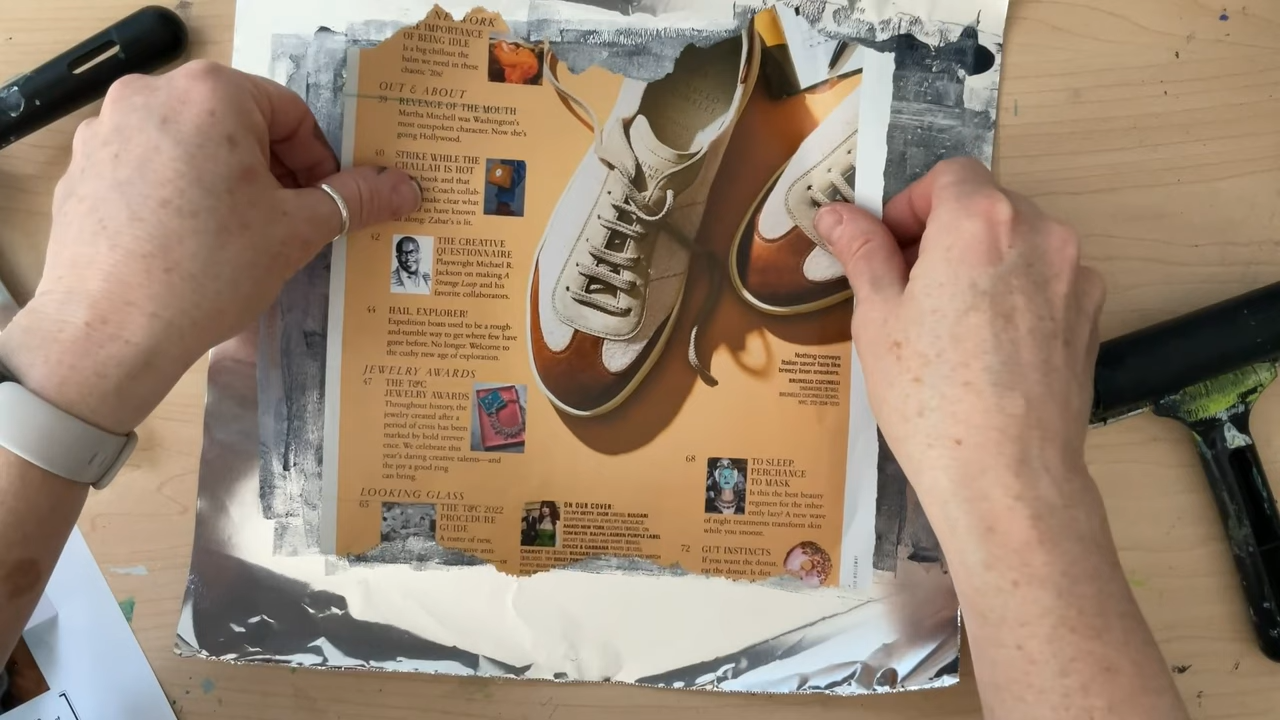 NETWORK
THE IMPORTANCE
OF BEING IDLE
Is a big chillout the
balm we need in these
chaotic '20s?
OUT & ABOUT
39 REVENGE OF THE MOUTH
Martha Mitchell was Washington's
most outspoken character. Now she's
going Hollywood.
40 STRIKE WHILE THE
CHALLAH IS HOT
book and that
Coach collab-
make clear what
us have known
along: Zabar's is lit.
42 THE CREATIVE
QUESTIONNAIRE
Playwright Michael R.
Jackson on making A
Strange Loop and his
favorite collaborators.
44 HAIL, EXPLORER!
Expedition boats used to be a rough-
and-tumble way to get where few have
gone before. No longer. Welcome to
the cushy new age of exploration.
JEWELRY AWARDS
47 THE T&C
JEWELRY AWARDS
Throughout history, the
jewelry created after a
period of crisis has been
marked by bold irrever-
ence. We celebrate this
year's daring creative talents—and
the joy a good zing
can bring.
LOOKING GLASS
65 THE T&C 2022
PROCEDURE
GUIDE
A roster of new,
anti-
ON OUR COVER:
Nothing conveys
Italian savoir faire like
breezy linen sneakers.
BRUNELLO CUCINELLI
68 TO SLEEP,
PERCHANCE
TO MASK
Is this the best beauty
regimen for the inher-
ently lazy? A new wave
of night treatments transform skin
while you snooze.
72 GUT INSTINCTS
If you want the donut,
eat the donut. Is diet